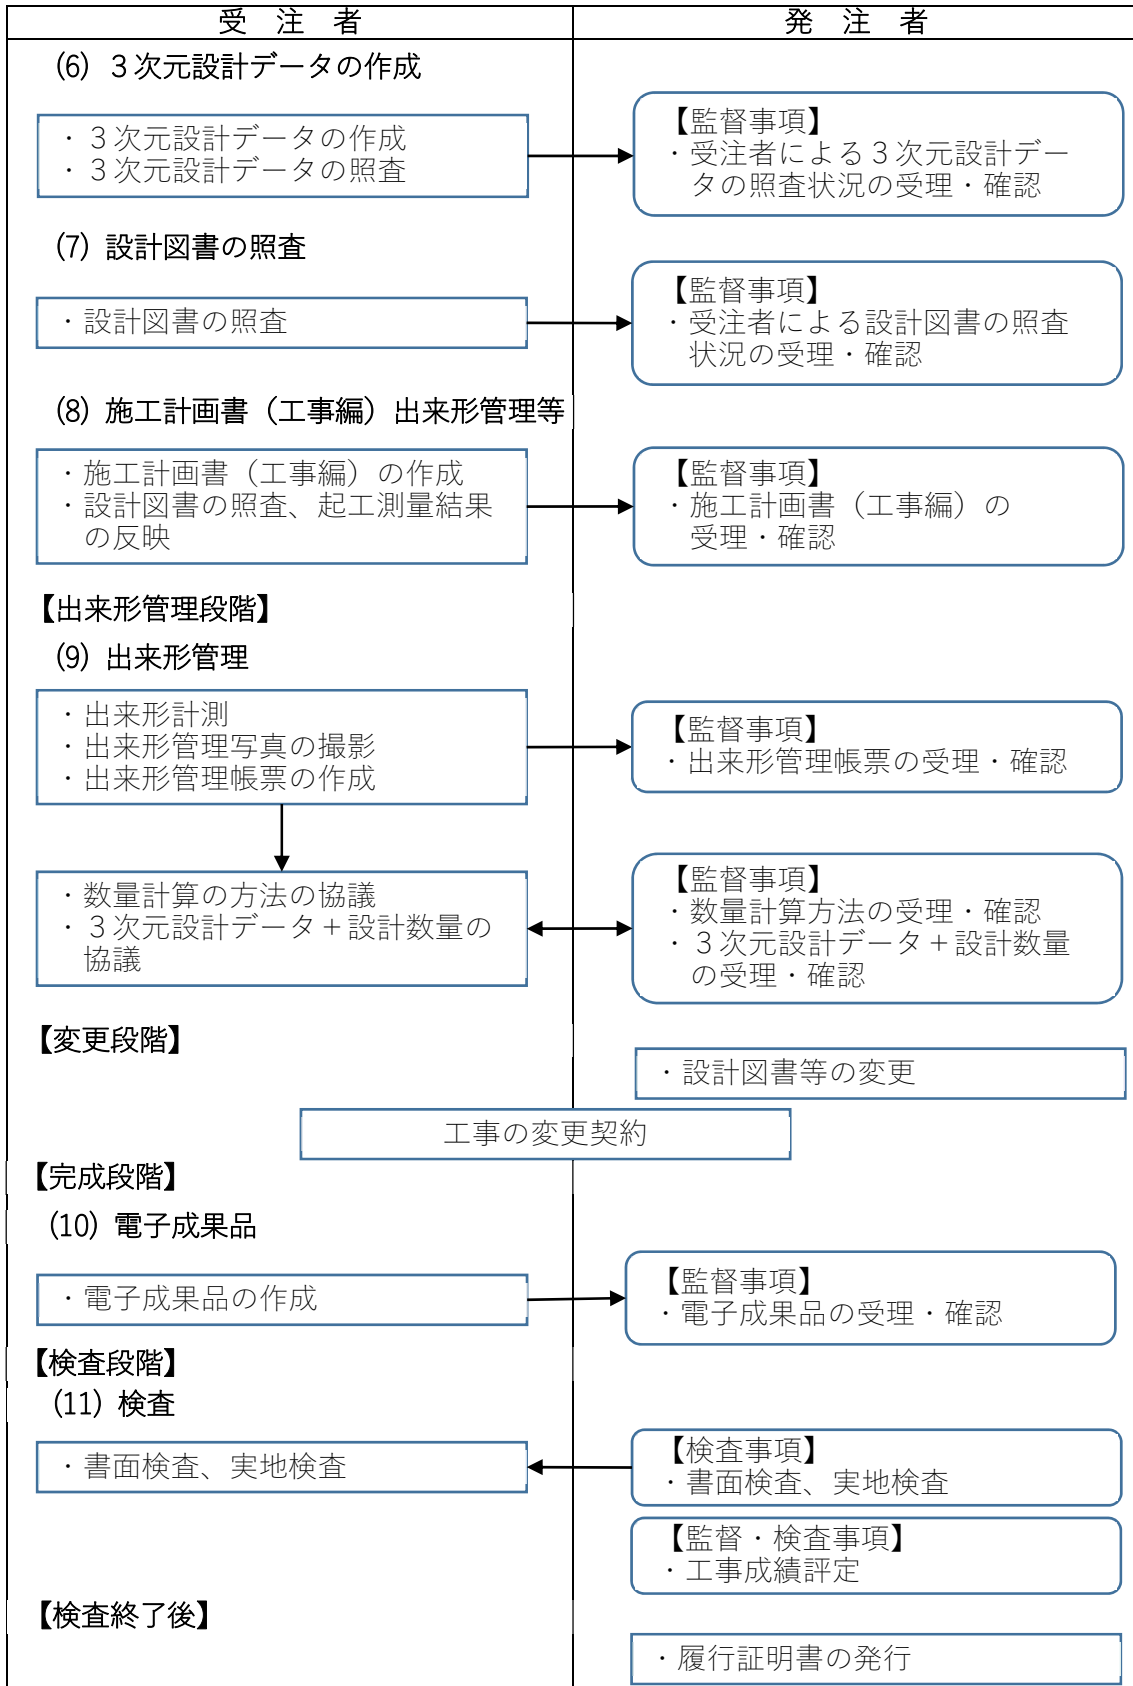 受　注　者
発　注　者
(6) ３次元設計データの作成
・３次元設計データの作成
・３次元設計データの照査
【監督事項】
・受注者による３次元設計デー
タの照査状況の受理・確認
(7) 設計図書の照査
・設計図書の照査
【監督事項】
・受注者による設計図書の照査
状況の受理・確認
(8) 施工計画書（工事編）出来形管理等
・施工計画書（工事編）の作成
・設計図書の照査、起工測量結果
の反映
【監督事項】
・施工計画書（工事編）の
受理・確認
【出来形管理段階】
(9) 出来形管理
・出来形計測
・出来形管理写真の撮影
・出来形管理帳票の作成
【監督事項】
・出来形管理帳票の受理・確認
・数量計算の方法の協議
・３次元設計データ＋設計数量の
協議
【監督事項】
・数量計算方法の受理・確認
・３次元設計データ＋設計数量
の受理・確認
【変更段階】
・設計図書等の変更
工事の変更契約
【完成段階】
(10) 電子成果品
・電子成果品の作成
【監督事項】
・電子成果品の受理・確認
【検査段階】
(11) 検査
・書面検査、実地検査
【検査事項】
・書面検査、実地検査
【監督・検査事項】
・工事成績評定
【検査終了後】
・履行証明書の発行